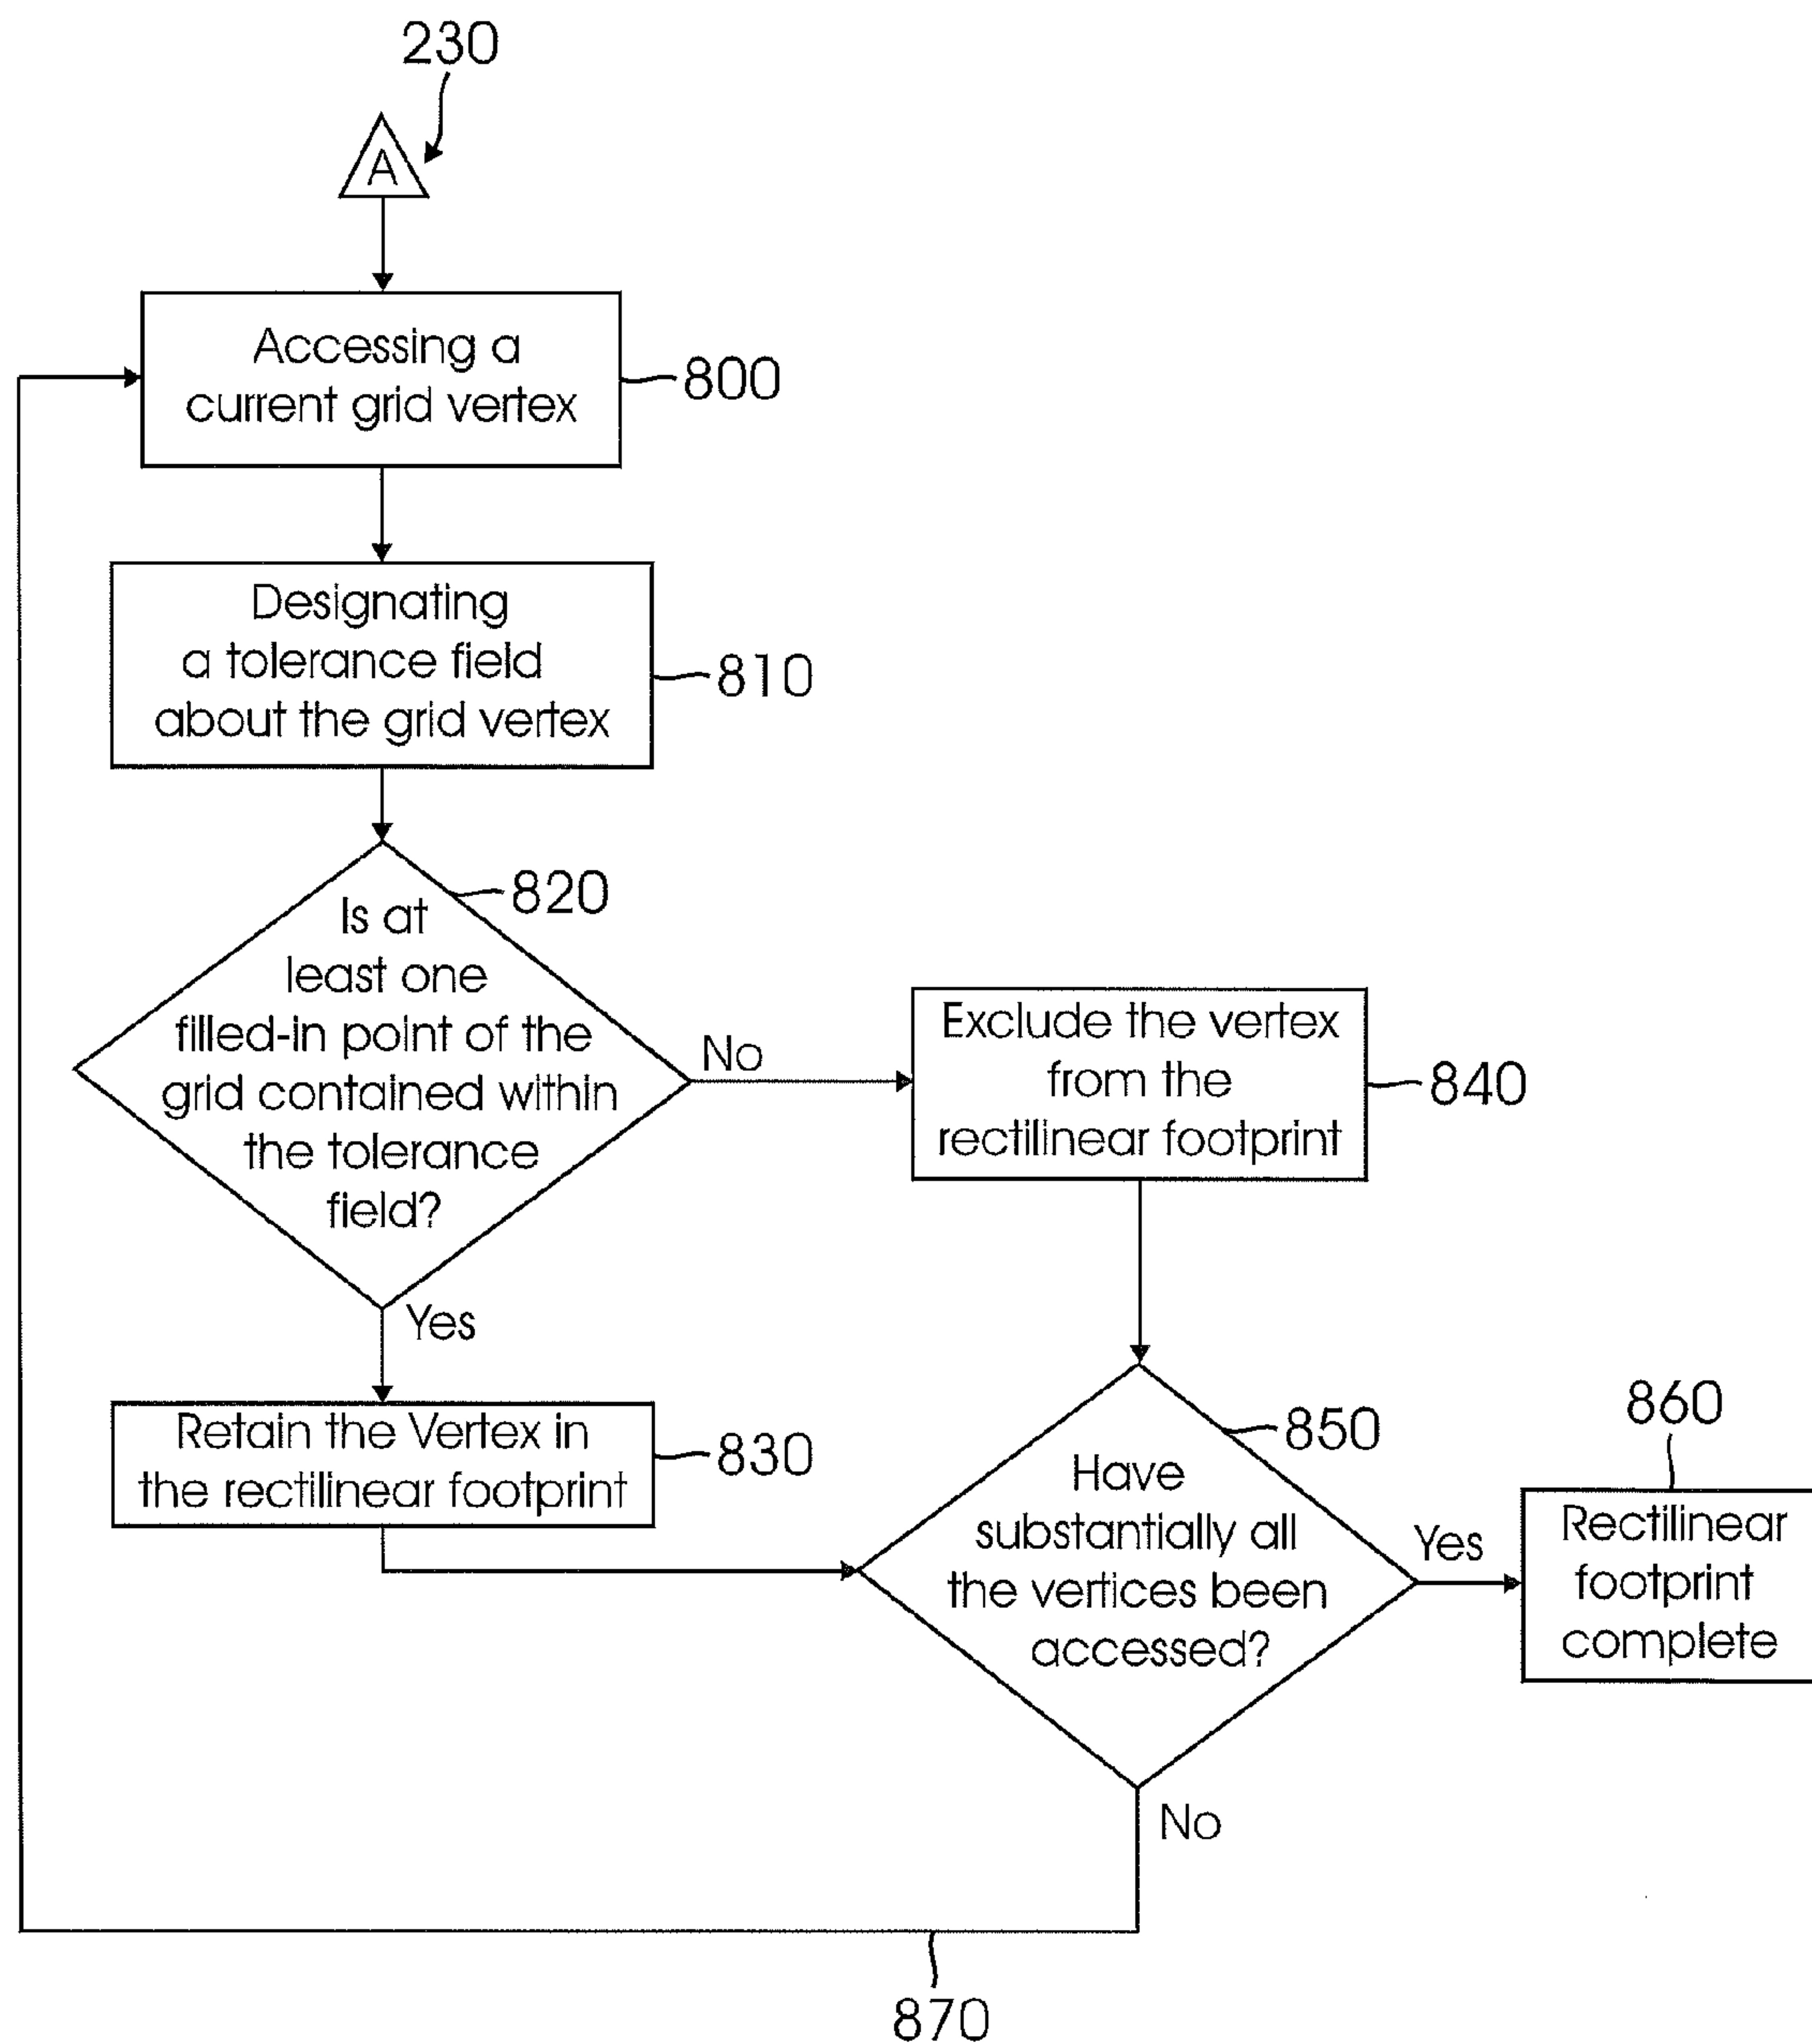 230
A
Accessing a
current grid vertex
800
Designating
a tolerance field
about the grid vertex
810
820
Is at
least one
filled-in point of the
grid contained within
the tolerance
field?
No
Exclude the vertex
from the
rectilinear footprint
840
Yes
Retain the Vertex in
the rectilinear footprint
830
850
Have
substantially all
the vertices been
accessed?
Yes
860
Rectilinear
footprint
complete
No
870